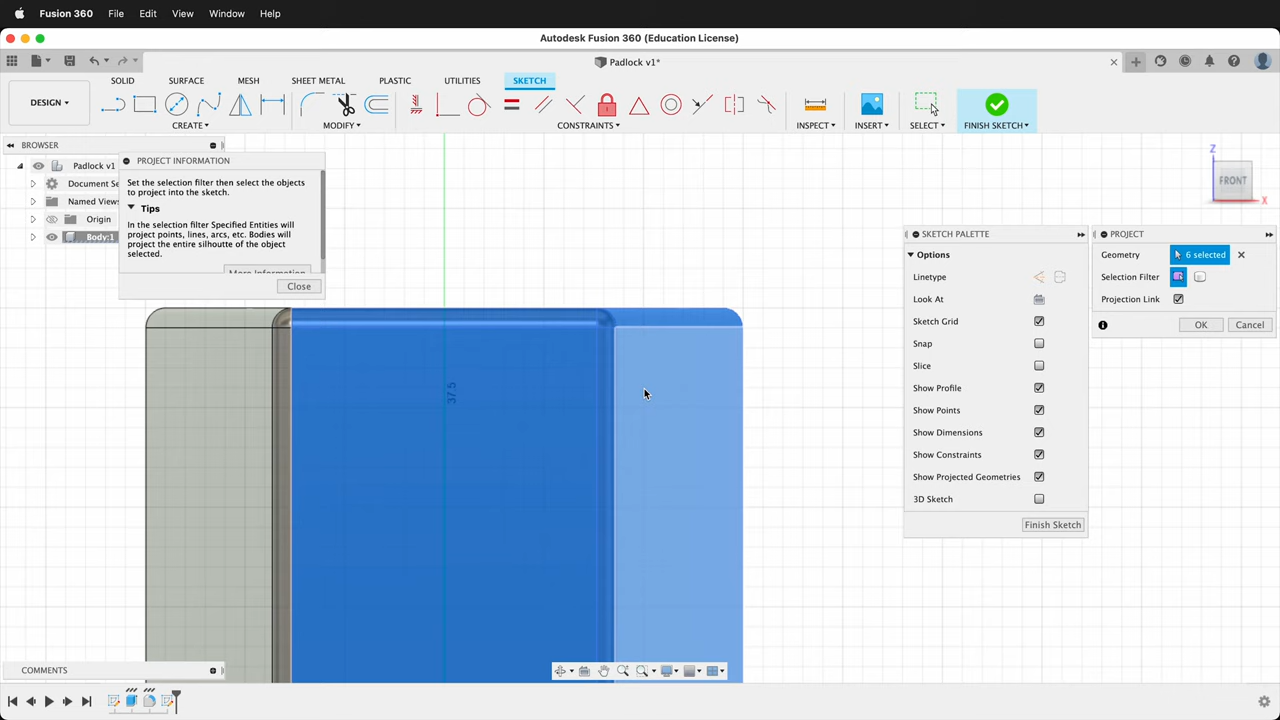 Fusion 360 File Edit View Window Help
Autodesk Fusion 360 (Education License)
Padlock v1*
SOLID SURFACE MESH SHEET METAL PLASTIC UTILITIES SKETCH
DESIGN
CREATE MODIFY CONSTRAINTS INSPECT INSERT SELECT FINISH SKETCH
BROWSER
Padlock v1
Document Se
Named Views
Origin
Body:1
PROJECT INFORMATION
Set the selection filter then select the objects
to project into the sketch.
Tips
In the selection filter Specified Entities will
project points, lines, arcs, etc. Bodies will
project the entire silhoutte of the object
selected.
More Information
Close
Z
FRONT
X
37.5
SKETCH PALETTE
Options
Linetype
Look At
Sketch Grid
Snap
Slice
Show Profile
Show Points
Show Dimensions
Show Constraints
Show Projected Geometries
3D Sketch
Finish Sketch
PROJECT
Geometry 6 selected
Selection Filter
Projection Link
OK Cancel
COMMENTS